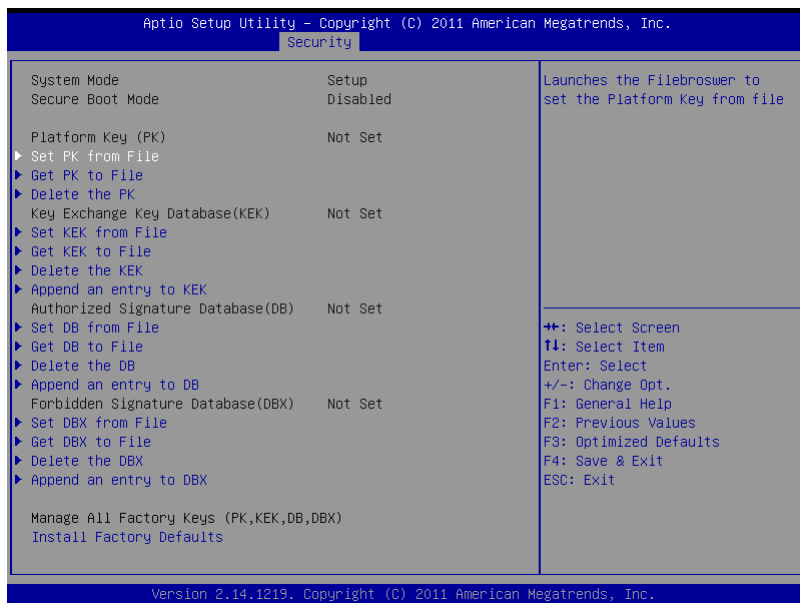 Aptio Setup Utility – Copyright (C) 2011 American Megatrends, Inc.
Security
System Mode Setup
Secure Boot Mode Disabled
Platform Key (PK) Not Set
Set PK from File
Get PK to File
Delete the PK
Key Exchange Key Database(KEK) Not Set
Set KEK from File
Get KEK to File
Delete the KEK
Append an entry to KEK
Authorized Signature Database(DB) Not Set
Set DB from File
Get DB to File
Delete the DB
Append an entry to DB
Forbidden Signature Database(DBX) Not Set
Set DBX from File
Get DBX to File
Delete the DBX
Append an entry to DBX
Manage All Factory Keys (PK,KEK,DB,DBX)
Install Factory Defaults
Launches the Filebroswer to
set the Platform Key from file
→←: Select Screen
↑↓: Select Item
Enter: Select
+/-: Change Opt.
F1: General Help
F2: Previous Values
F3: Optimized Defaults
F4: Save & Exit
ESC: Exit
Version 2.14.1219. Copyright (C) 2011 American Megatrends, Inc.